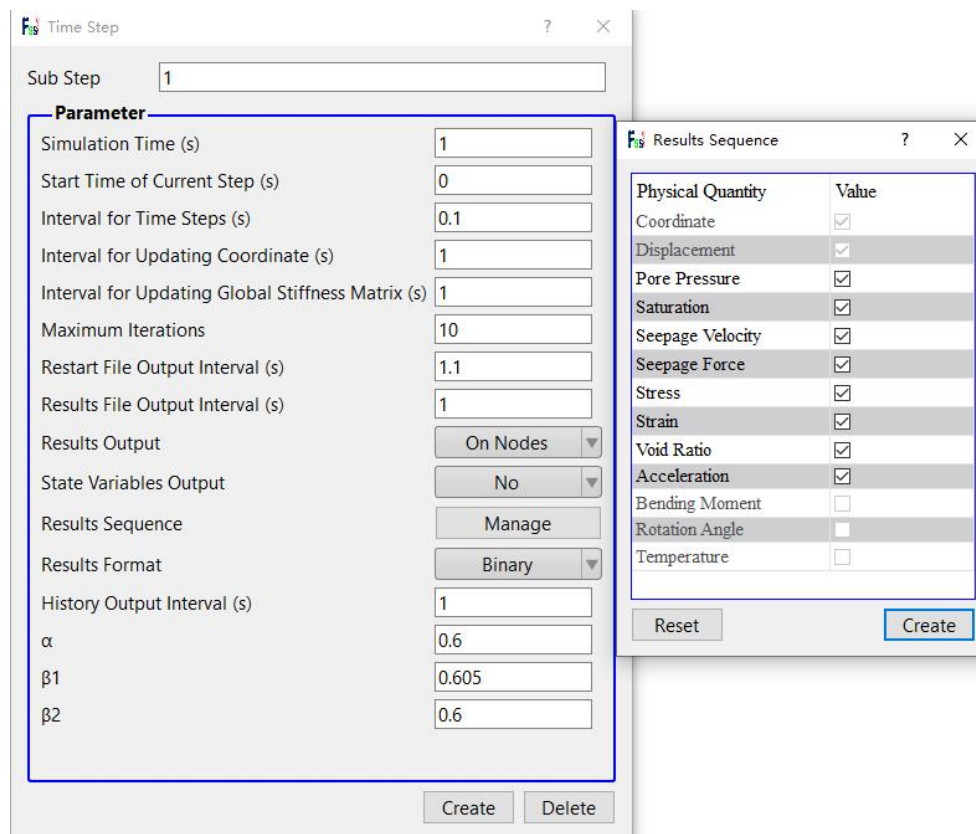 Fssi Time Step ?
Sub Step 1
Parameter
Simulation Time (s) 1
Start Time of Current Step (s) 0
Interval for Time Steps (s) 0.1
Interval for Updating Coordinate (s) 1
Interval for Updating Global Stiffness Matrix (s) 1
Maximum Iterations 10
Restart File Output Interval (s) 1.1
Results File Output Interval (s) 1
Results Output On Nodes
State Variables Output No
Results Sequence Manage
Results Format Binary
History Output Interval (s) 1
α 0.6
β1 0.605
β2 0.6
Create Delete
Fssi Results Sequence ?
Physical Quantity Value
Coordinate
Displacement
Pore Pressure
Saturation
Seepage Velocity
Seepage Force
Stress
Strain
Void Ratio
Acceleration
Bending Moment
Rotation Angle
Temperature
Reset Create